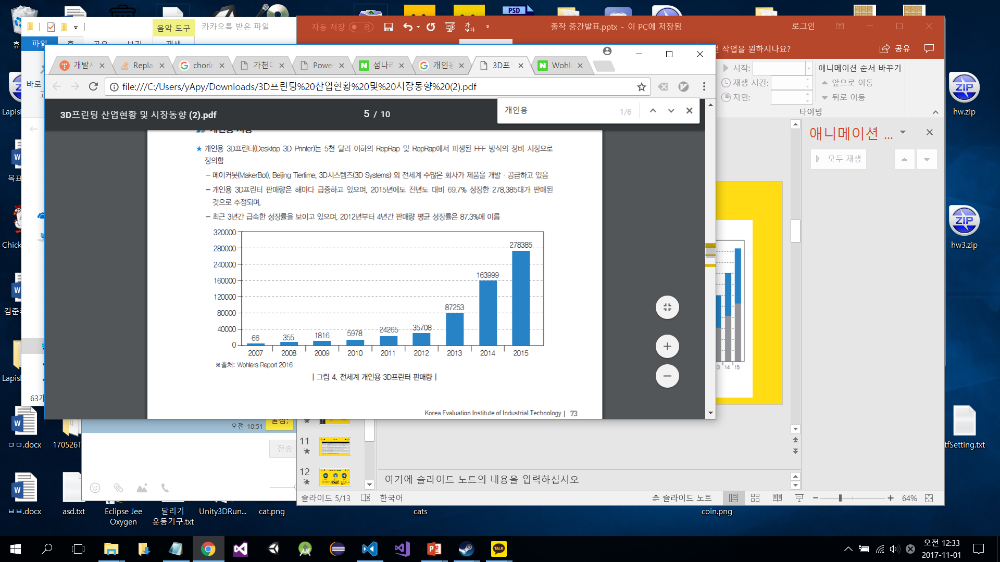 휴
음악 도구
카카오톡 받은 파일
파일
홈
공유
보기
재생
자동 저장
끔
졸작 중간발표.pptx - 이 PC에 저장됨
로그인
작업을 원하시나요?
공유
시작:
재생 시간:
지연:
애니메이션 순서 바꾸기
앞으로 이동
뒤로 이동
타이밍
애니메이션 ...
모두 재생
개발
Repla
chorin
가천대
Power
섬나라
개인용
3D프
Wohl
file:///C:/Users/yApy/Downloads/3D프린팅%20산업현황%20및%20시장동향%20(2).pdf
3D프린팅 산업현황 및 시장동향 (2).pdf
5 / 10
개인용
1/6
개인용 시장
★ 개인용 3D프린터(Desktop 3D Printer)는 5천 달러 이하의 RepRap 및 RepRap에서 파생된 FFF 방식의 장비 시장으로
정의함
– 메이커봇(MakerBot), Beijing Tiertime, 3D시스템즈(3D Systems) 외 전세계 수많은 회사가 제품을 개발 · 공급하고 있음
– 개인용 3D프린터 판매량은 해마다 급증하고 있으며, 2015년에도 전년도 대비 69.7% 성장한 278,385대가 판매된
것으로 추정되며,
– 최근 3년간 급속한 성장률을 보이고 있으며, 2012년부터 4년간 판매량 평균 성장률은 87.3%에 이름
320000
280000
240000
200000
160000
120000
80000
40000
0
66
355
1816
5978
24265
35708
87253
163999
278385
2007 2008 2009 2010 2011 2012 2013 2014 2015
※출처: Wohlers Report 2016
| 그림 4. 전세계 개인용 3D프린터 판매량 |
Korea Evaluation Institute of Industrial Technology | 73
3 14 15
바로
Lapis
목표
Chick
김준
Lapis
63개
오전 10:51
전송
11
12
여기에 슬라이드 노트의 내용을 입력하십시오
슬라이드 5/13
한국어
슬라이드 노트
64%
PSD
ZIP
hw.zip
ZIP
hw3.zip
tfSetting.txt
ㅁㅁ.docx
170526T
ㅂㅂ.docx
asd.txt
Eclipse Jee
Oxygen
달리기
운동기구.txt
Unity3DRun...
cat.png
cats
coin.png
TALK
오전 12:33
2017-11-01